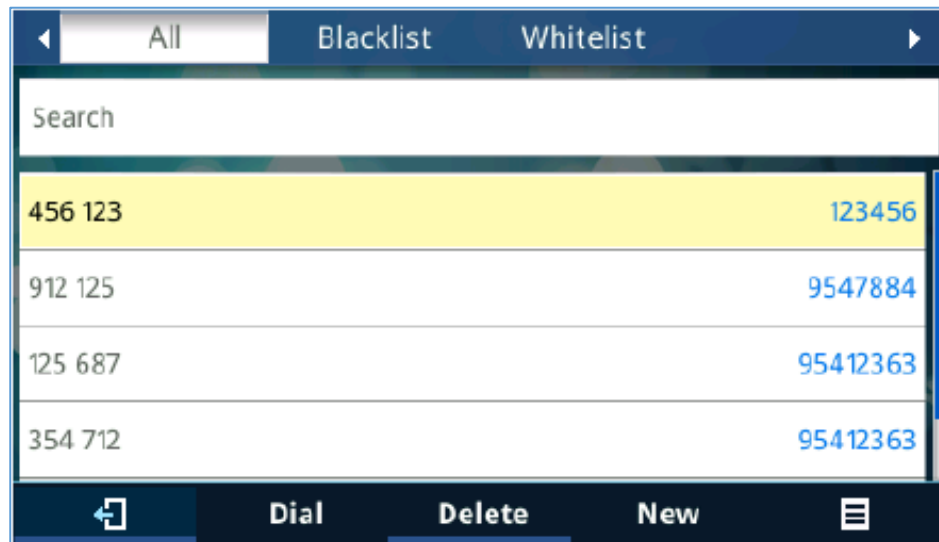 All Blacklist Whitelist
Search
456 123 123456
912 125 9547884
125 687 95412363
354 712 95412363
Dial Delete New